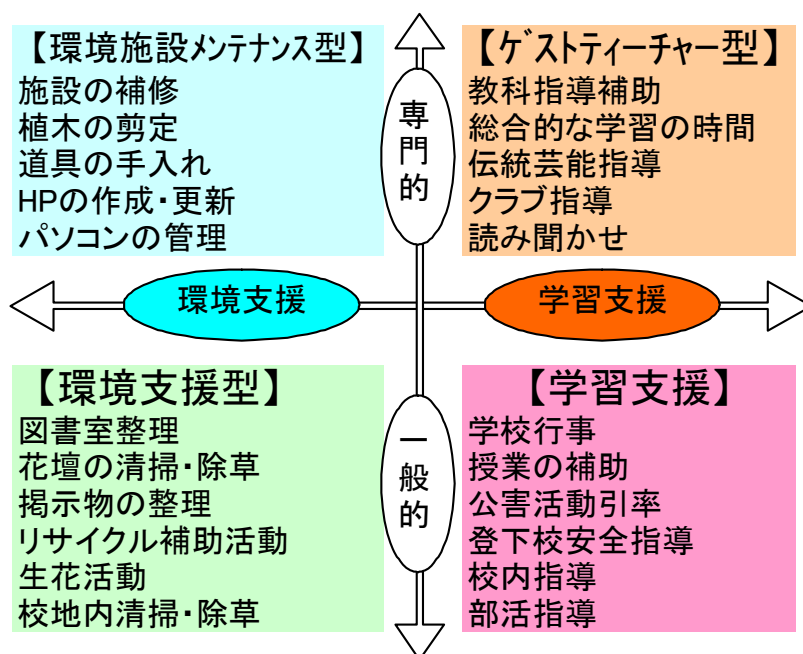 【環境施設メンテナンス型】
施設の補修
植木の剪定
道具の手入れ
HPの作成・更新
パソコンの管理
専門的
【ゲストティーチャー型】
教科指導補助
総合的な学習の時間
伝統芸能指導
クラブ指導
読み聞かせ
環境支援
学習支援
【環境支援型】
図書室整理
花壇の清掃・除草
掲示物の整理
リサイクル補助活動
生花活動
校地内清掃・除草
一般的
【学習支援】
学校行事
授業の補助
公害活動引率
登下校安全指導
校内指導
部活指導